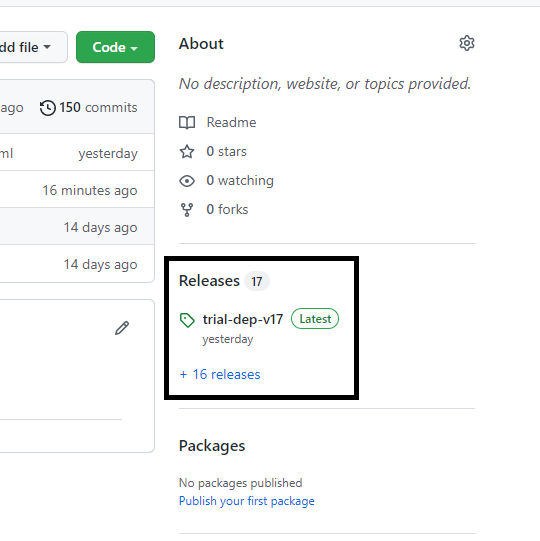 dd file
Code
About
No description, website, or topics provided.
ago
150 commits
Readme
ml
yesterday
0 stars
16 minutes ago
0 watching
14 days ago
0 forks
14 days ago
Releases 17
trial-dep-v17 Latest
yesterday
+ 16 releases
Packages
No packages published
Publish your first package